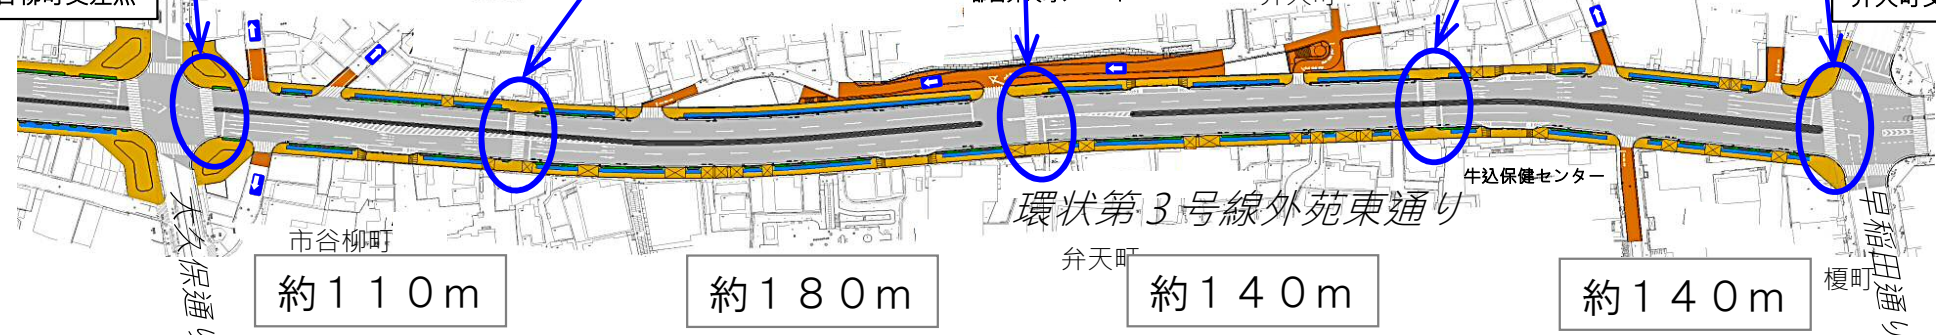 環状第３号線外苑東通り
牛込保健センター
大久保通り
市谷柳町
弁天町
榎町
早稲田通り
約１１０ｍ
約１８０ｍ
約１４０ｍ
約１４０ｍ